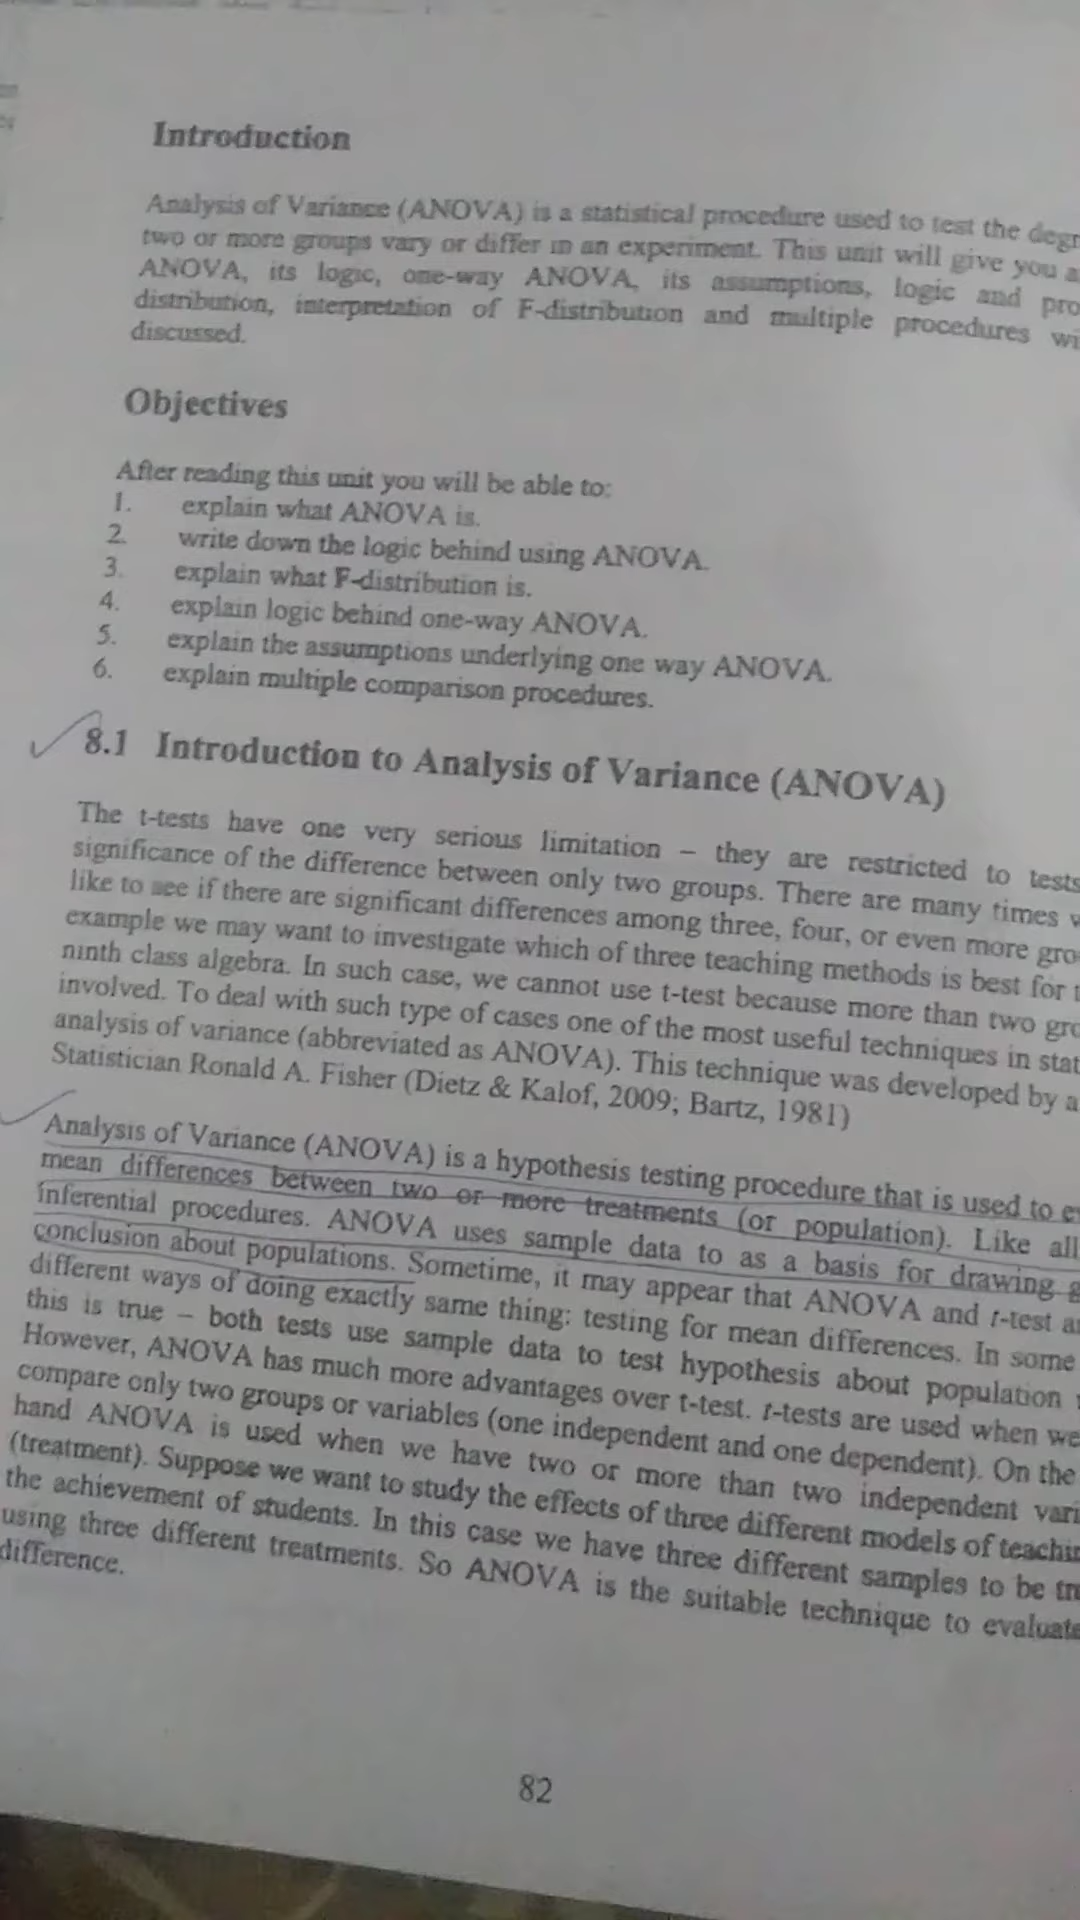 Introduction
Analysis of Variance (ANOVA) is a statistical procedure used to test the degr
two or more groups vary or differ in an experiment. This unit will give you a
ANOVA, its logic, one-way ANOVA, its assumptions, logic and pro
distribution, interpretation of F-distribution and multiple procedures wi
discussed.
Objectives
After reading this unit you will be able to:
1. explain what ANOVA is.
2. write down the logic behind using ANOVA.
3. explain what F-distribution is.
4. explain logic behind one-way ANOVA.
5. explain the assumptions underlying one way ANOVA.
6. explain multiple comparison procedures.
8.1 Introduction to Analysis of Variance (ANOVA)
The t-tests have one very serious limitation – they are restricted to tests
significance of the difference between only two groups. There are many times
like to see if there are significant differences among three, four, or even more gro
example we may want to investigate which of three teaching methods is best for
ninth class algebra. In such case, we cannot use t-test because more than two gro
involved. To deal with such type of cases one of the most useful techniques in stat
analysis of variance (abbreviated as ANOVA). This technique was developed by a
Statistician Ronald A. Fisher (Dietz & Kalof, 2009; Bartz, 1981)
Analysis of Variance (ANOVA) is a hypothesis testing procedure that is used to ev
mean differences between two or more treatments (or population). Like all
inferential procedures. ANOVA uses sample data to as a basis for drawing g
conclusion about populations. Sometime, it may appear that ANOVA and t-test a
different ways of doing exactly same thing: testing for mean differences. In some
this is true – both tests use sample data to test hypothesis about population
However, ANOVA has much more advantages over t-test. t-tests are used when we
compare only two groups or variables (one independent and one dependent). On the
hand ANOVA is used when we have two or more than two independent vari
(treatment). Suppose we want to study the effects of three different models of teachin
the achievement of students. In this case we have three different samples to be tr
using three different treatments. So ANOVA is the suitable technique to evaluate
difference.
82